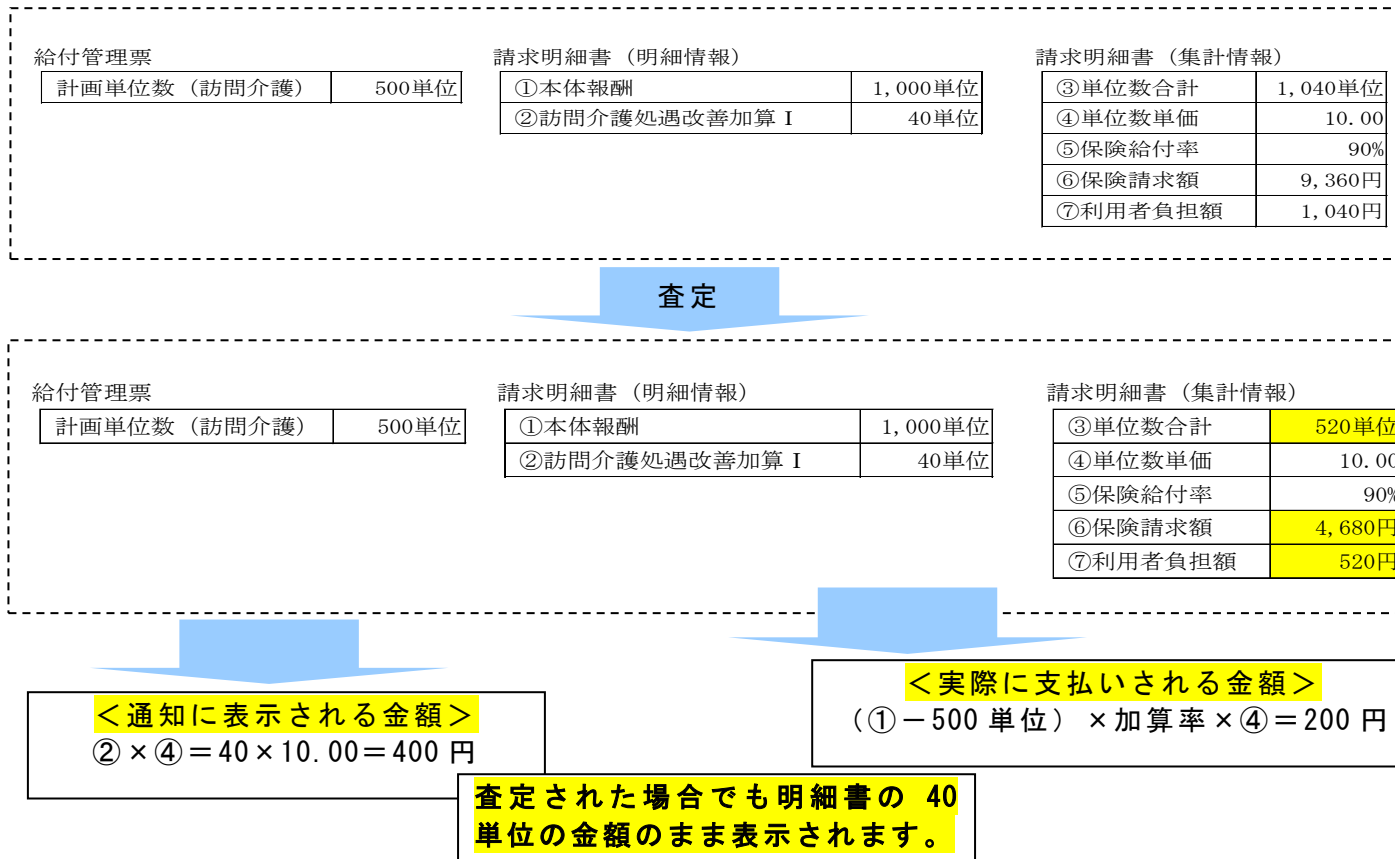 給付管理票
計画単位数（訪問介護） 500単位
請求明細書（明細情報）
①本体報酬 1,000単位
②訪問介護処遇改善加算Ⅰ 40単位
請求明細書（集計情報）
③単位数合計 1,040単位
④単位数単価 10.00
⑤保険給付率 90%
⑥保険請求額 9,360円
⑦利用者負担額 1,040円
査定
給付管理票
計画単位数（訪問介護） 500単位
請求明細書（明細情報）
①本体報酬 1,000単位
②訪問介護処遇改善加算Ⅰ 40単位
請求明細書（集計情報）
③単位数合計 520単位
④単位数単価 10.00
⑤保険給付率 90%
⑥保険請求額 4,680円
⑦利用者負担額 520円
＜通知に表示される金額＞
②×④＝40×10.00＝400 円
＜実際に支払いされる金額＞
（①－500 単位）×加算率×④＝200 円
査定された場合でも明細書の 40
単位の金額のまま表示されます。